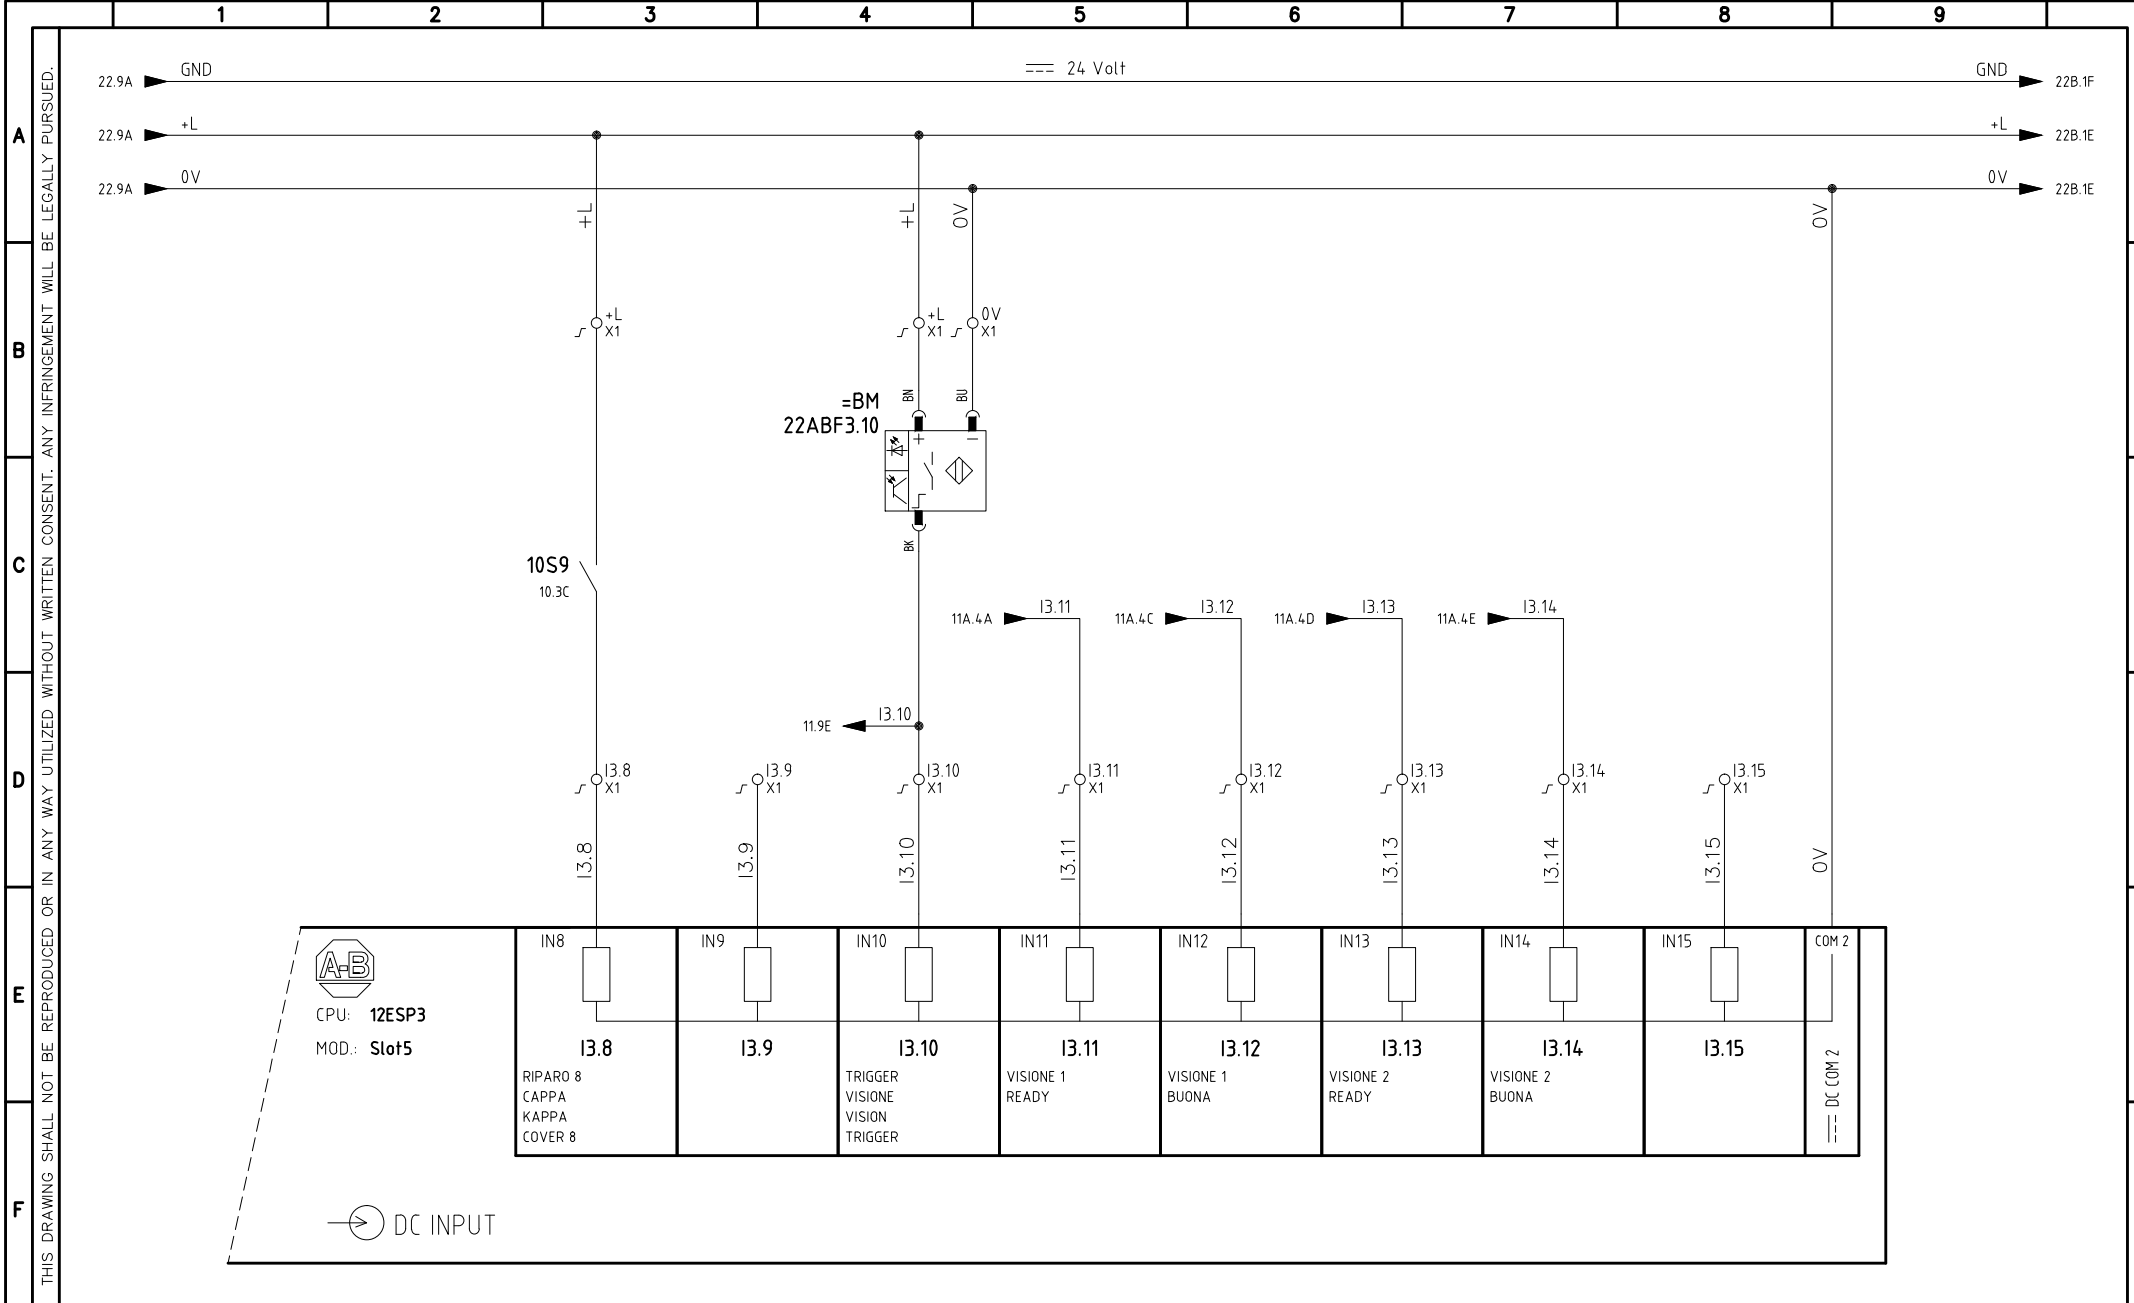 1 2 3 4 5 6 7 8 9
THIS DRAWING SHALL NOT BE REPRODUCED OR IN ANY WAY UTILIZED WITHOUT WRITTEN CONSENT. ANY INFRINGEMENT WILL BE LEGALLY PURSUED.
GND 24 Volt GND
22.9A 22B.1F
A
+L +L
22.9A 22B.1E
0V 0V
22.9A 22B.1E
+L +L 0V 0V
B
+L +L 0V
X1 X1 X1
BN BU
=BM
22ABF3.10
+ −
BK
C
10S9
10.3C
I3.11 I3.12 I3.13 I3.14
11A.4A 11A.4C 11A.4D 11A.4E
I3.10
11.9E
D
I3.8 I3.9 I3.10 I3.11 I3.12 I3.13 I3.14 I3.15
X1 X1 X1 X1 X1 X1 X1 X1
I3.8 I3.9 I3.10 I3.11 I3.12 I3.13 I3.14 I3.15 0V
IN8 IN9 IN10 IN11 IN12 IN13 IN14 IN15 COM 2
A-B
E
CPU: 12ESP3
MOD.: Slot5
I3.8 I3.9 I3.10 I3.11 I3.12 I3.13 I3.14 I3.15
RIPARO 8
CAPPA
KAPPA
COVER 8
TRIGGER
VISIONE
VISION
TRIGGER
VISIONE 1
READY
VISIONE 1
BUONA
VISIONE 2
READY
VISIONE 2
BUONA
DC COM 2
F
DC INPUT